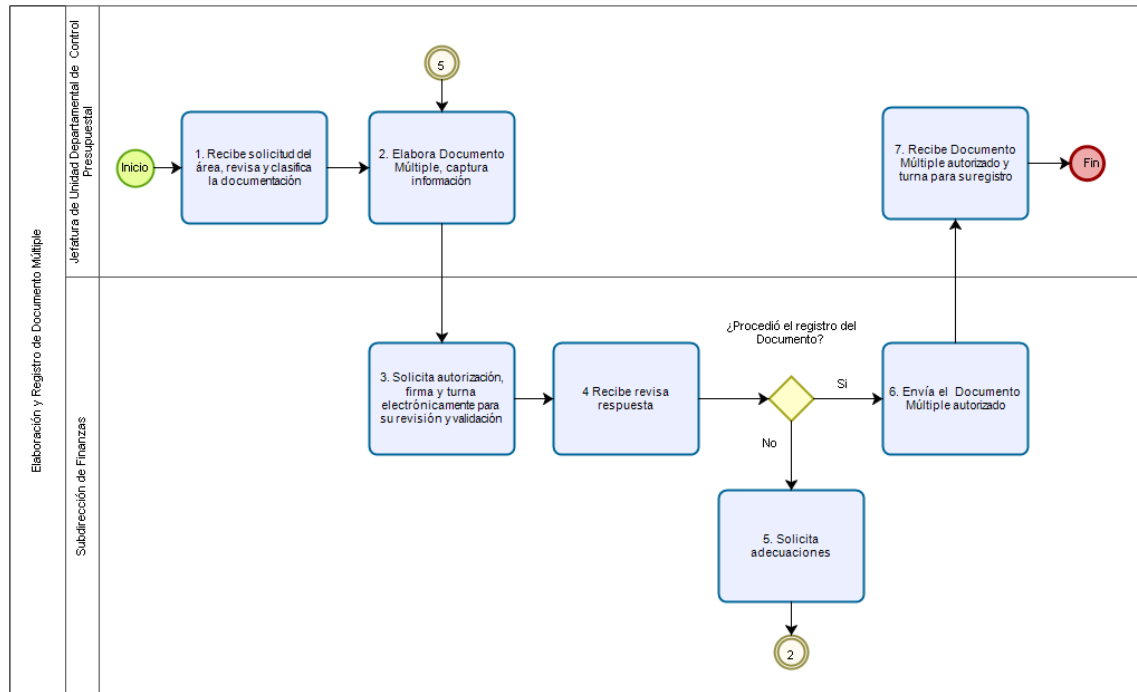 Elaboración y Registro de Documento Múltiple
Jefatura de Unidad Departamental de Control
Presupuestal
5
Inicio
1. Recibe solicitud del
área, revisa y clasifica
la documentación
2. Elabora Documento
Múltiple, captura
información
7. Recibe Documento
Múltiple autorizado y
turna para su registro
Fin
Subdirección de Finanzas
3. Solicita autorización,
firma y turna
electrónicamente para
su revisión y validación
4 Recibe revisa
respuesta
¿Procedió el registro del
Documento?
Si
No
6. Envía el Documento
Múltiple autorizado
5. Solicita
adecuaciones
2